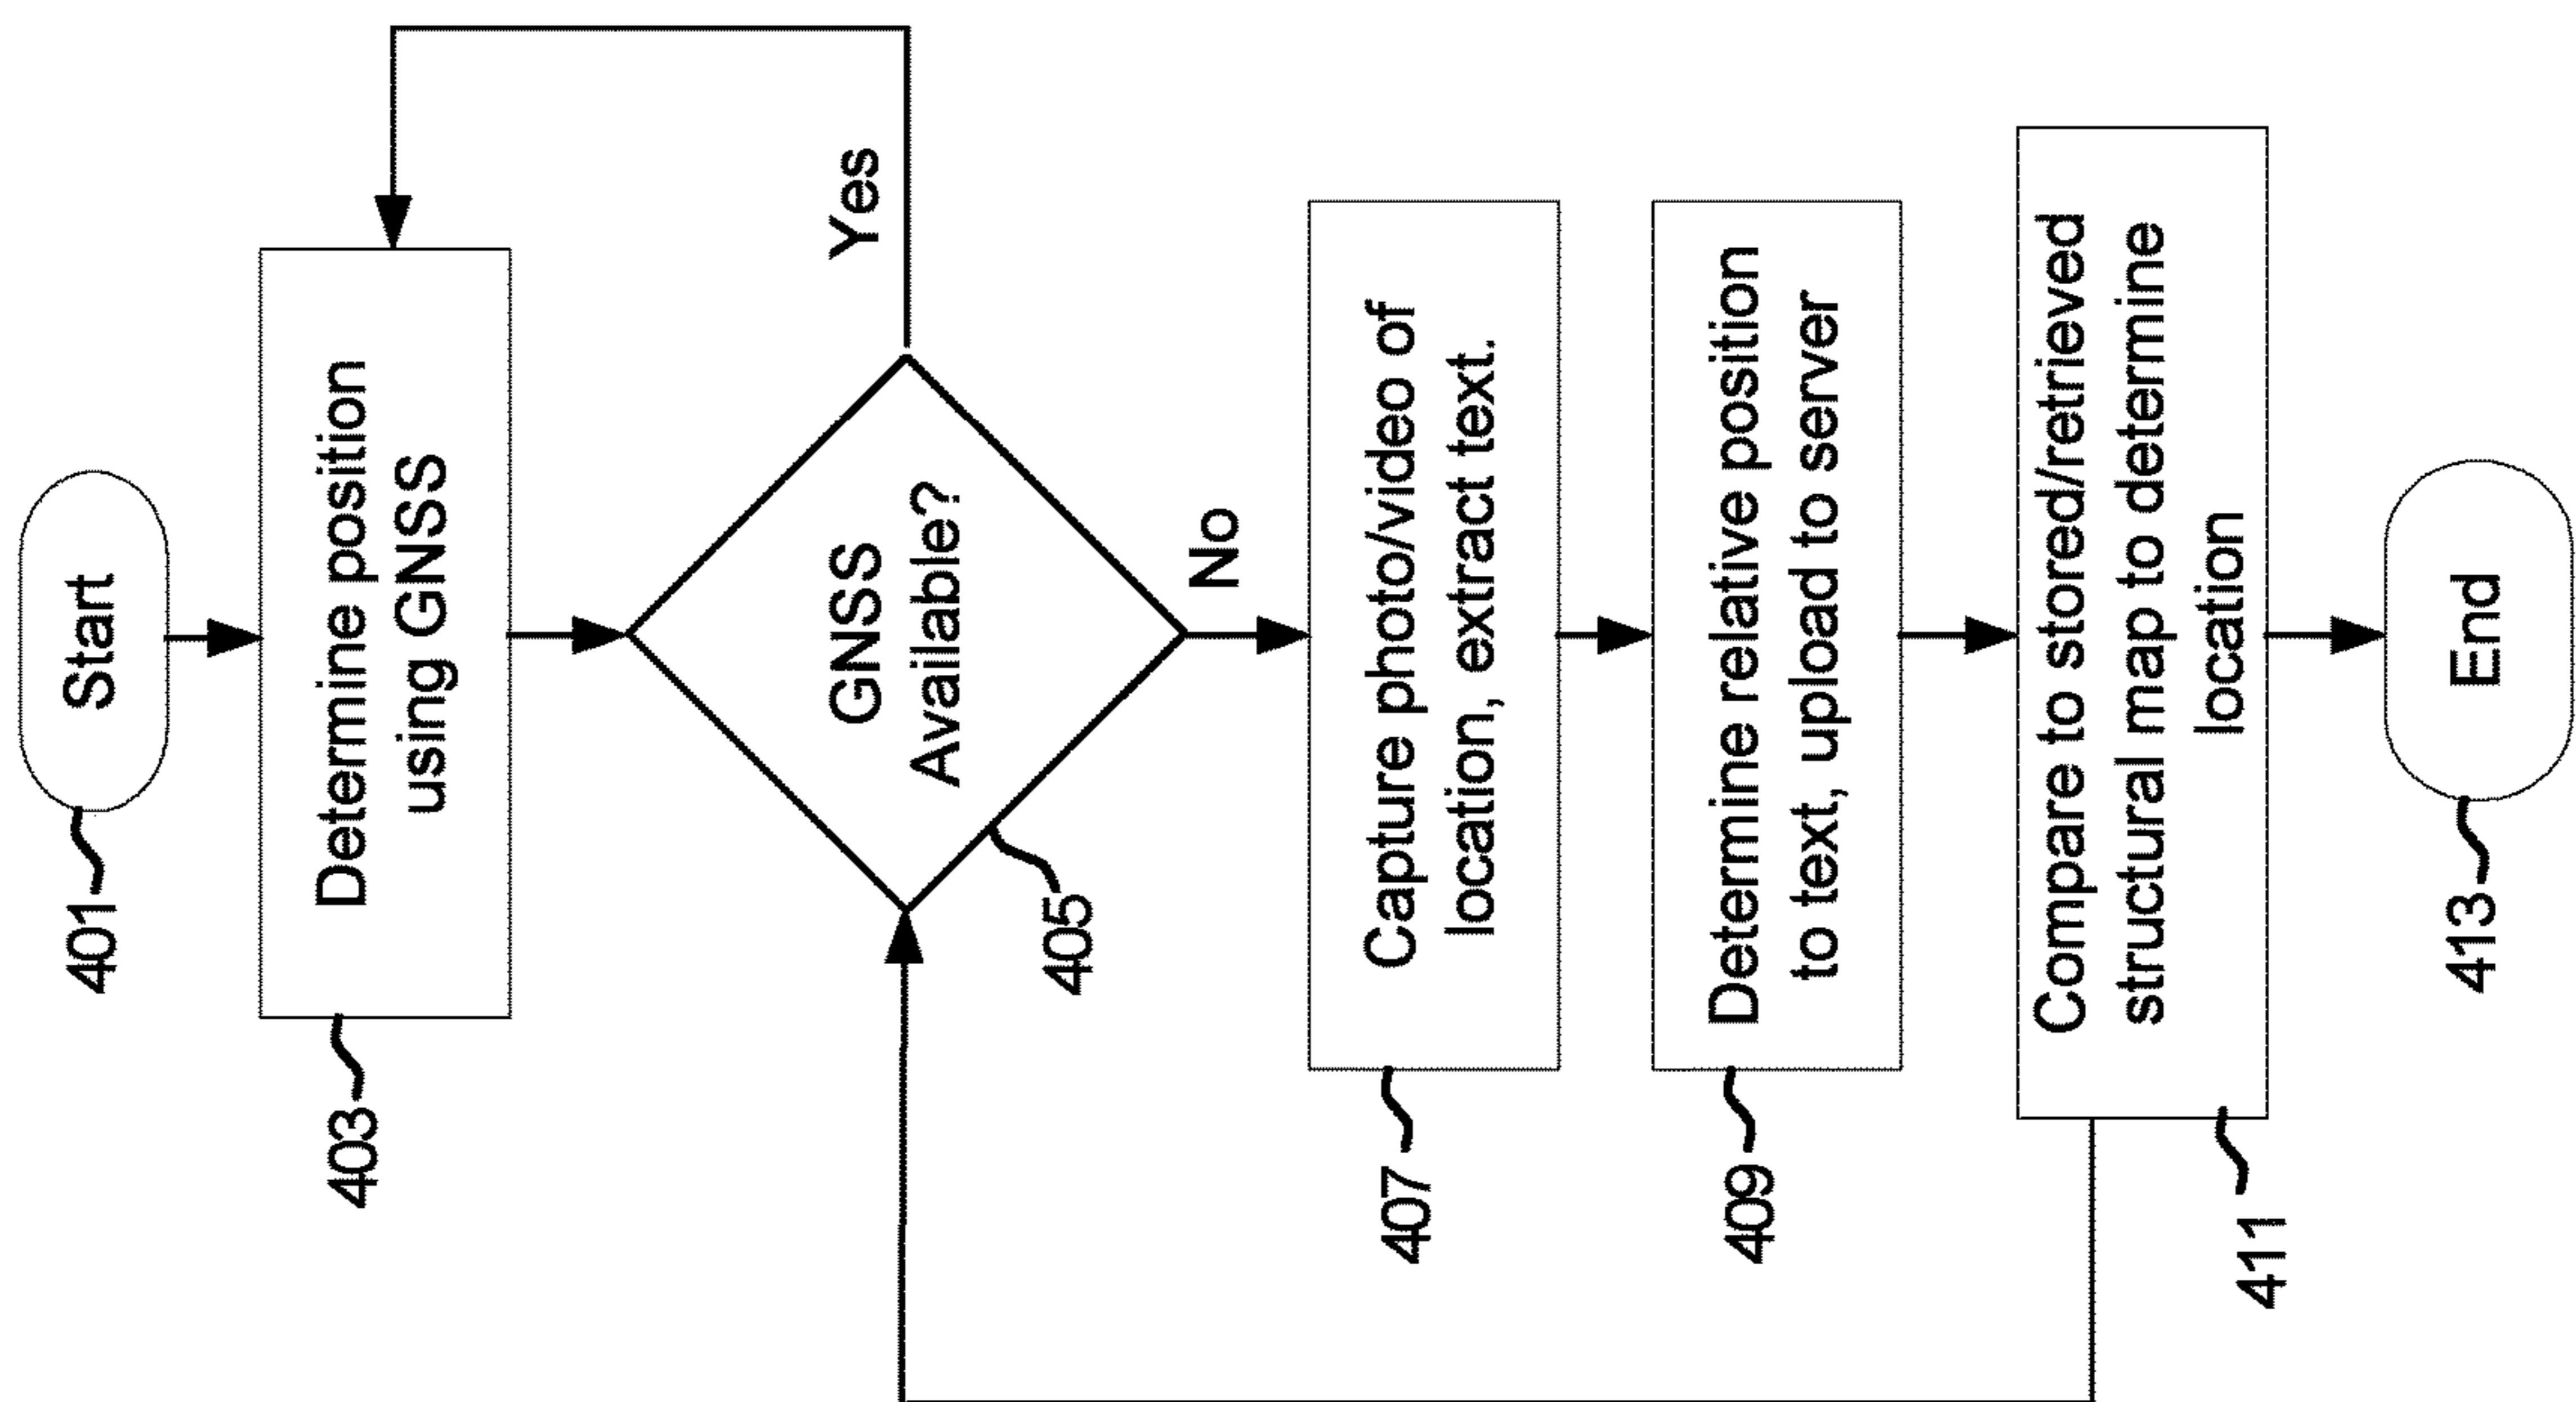 Start
401
Determine position
using GNSS
403
GNSS
Available?
Yes
405
No
Capture photo/video of
location, extract text.
407
Determine relative position
to text, upload to server
409
Compare to stored/retrieved
structural map to determine
location
411
End
413